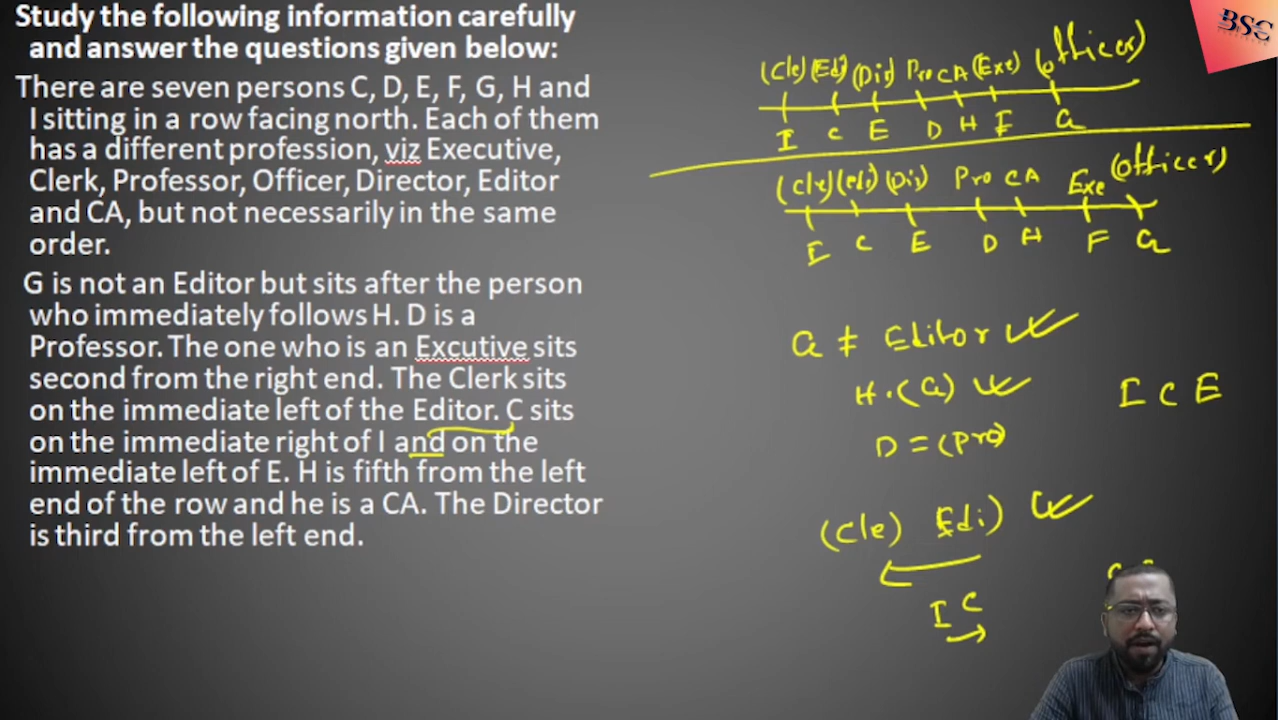 Study the following information carefully
and answer the questions given below:
There are seven persons C, D, E, F, G, H and
I sitting in a row facing north. Each of them
has a different profession, viz Executive,
Clerk, Professor, Officer, Director, Editor
and CA, but not necessarily in the same
order.
G is not an Editor but sits after the person
who immediately follows H. D is a
Professor. The one who is an Excutive sits
second from the right end. The Clerk sits
on the immediate left of the Editor. C sits
on the immediate right of I and on the
immediate left of E. H is fifth from the left
end of the row and he is a CA. The Director
is third from the left end.
BSC
(Cle) (Edi) (Dir) Pro CA (Exe) (officer)
I C E D H F G
(Cle) (edi) (Dir) Pro CA Exe (officer)
I C E D H F G
G ≠ Editor
H . (G)
I C E
D = (Pro)
(Cle) Edi)
I C